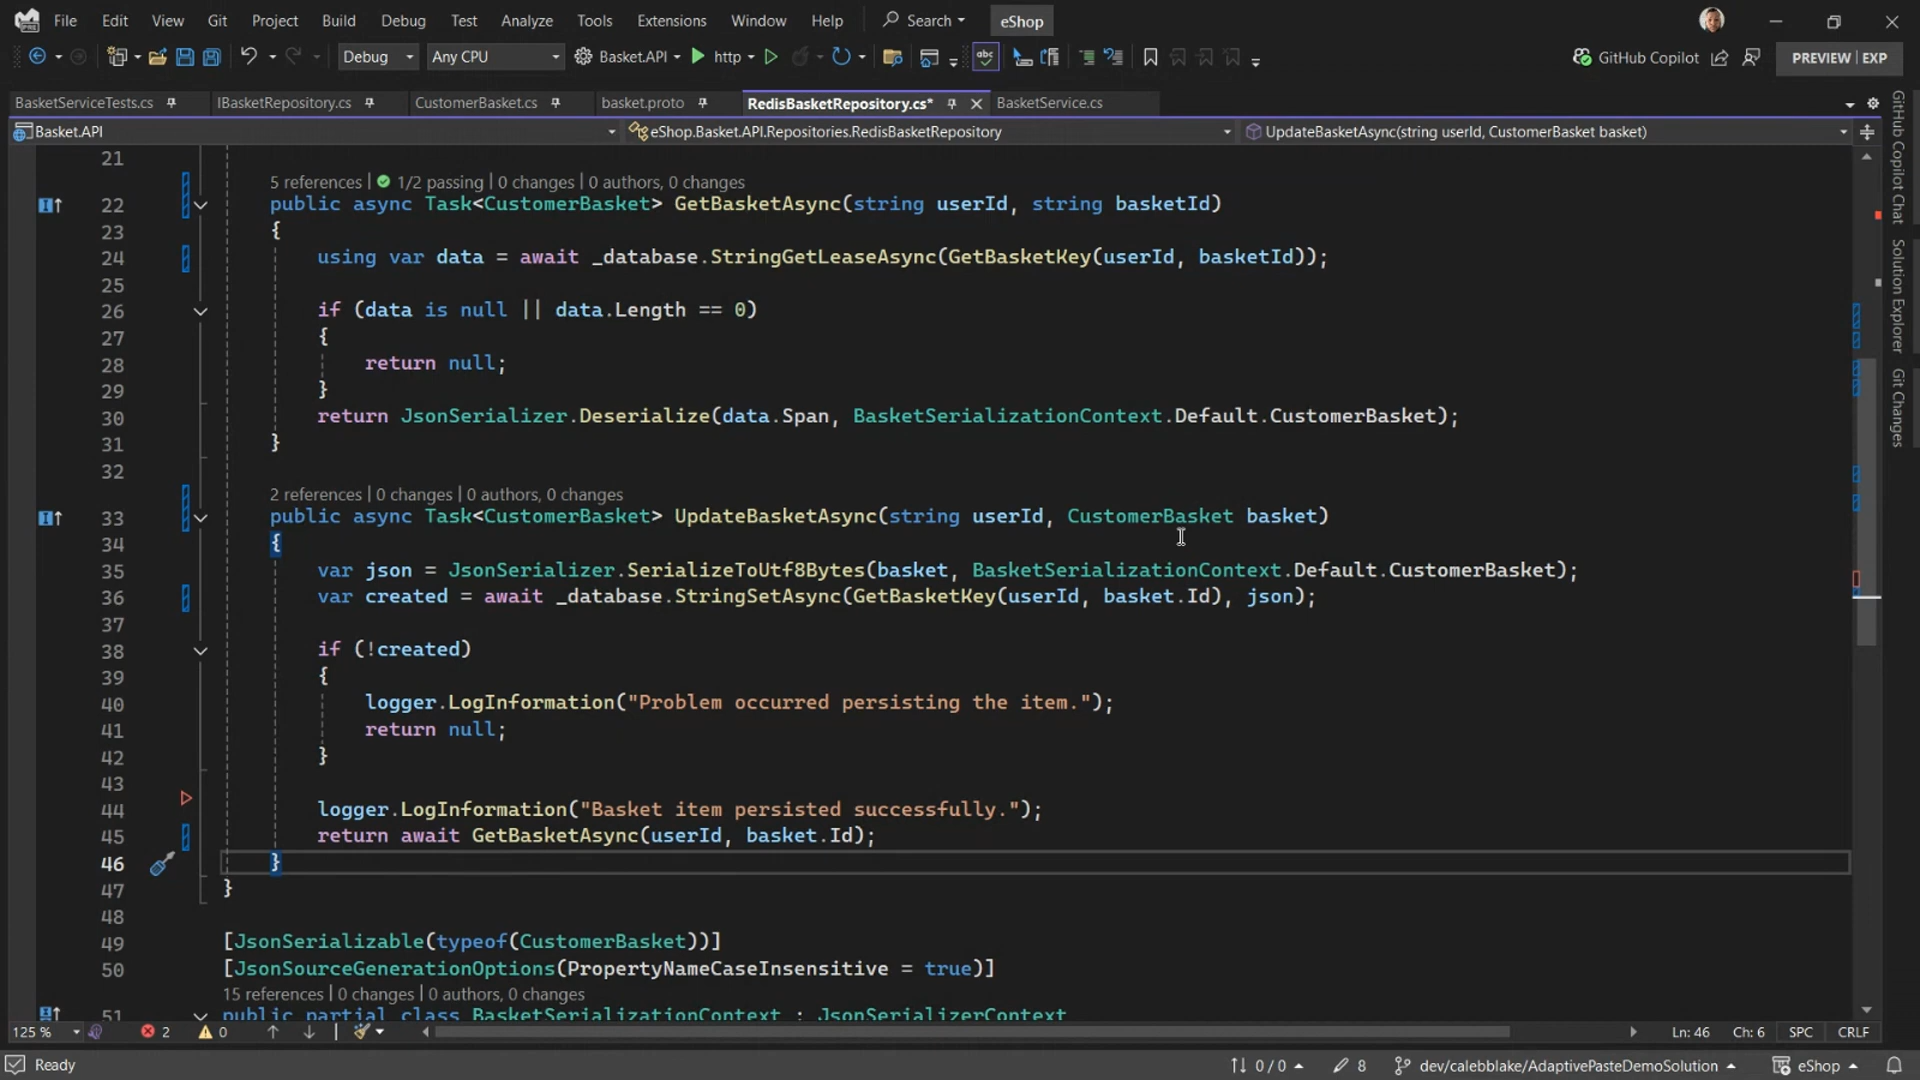 File Edit View Git Project Build Debug Test Analyze Tools Extensions Window Help Search eShop
Debug Any CPU Basket.API http GitHub Copilot PREVIEW | EXP
BasketServiceTests.cs IBasketRepository.cs CustomerBasket.cs basket.proto RedisBasketRepository.cs* BasketService.cs
Basket.API eShop.Basket.API.Repositories.RedisBasketRepository UpdateBasketAsync(string userId, CustomerBasket basket)
21
5 references | 1/2 passing | 0 changes | 0 authors, 0 changes
22 public async Task<CustomerBasket> GetBasketAsync(string userId, string basketId)
23 {
24 using var data = await _database.StringGetLeaseAsync(GetBasketKey(userId, basketId));
25
26 if (data is null || data.Length == 0)
27 {
28 return null;
29 }
30 return JsonSerializer.Deserialize(data.Span, BasketSerializationContext.Default.CustomerBasket);
31 }
32
2 references | 0 changes | 0 authors, 0 changes
33 public async Task<CustomerBasket> UpdateBasketAsync(string userId, CustomerBasket basket)
34 {
35 var json = JsonSerializer.SerializeToUtf8Bytes(basket, BasketSerializationContext.Default.CustomerBasket);
36 var created = await _database.StringSetAsync(GetBasketKey(userId, basket.Id), json);
37
38 if (!created)
39 {
40 logger.LogInformation("Problem occurred persisting the item.");
41 return null;
42 }
43
44 logger.LogInformation("Basket item persisted successfully.");
45 return await GetBasketAsync(userId, basket.Id);
46 }
47 }
48
49 [JsonSerializable(typeof(CustomerBasket))]
50 [JsonSourceGenerationOptions(PropertyNameCaseInsensitive = true)]
15 references | 0 changes | 0 authors, 0 changes
51 public partial class BasketSerializationContext : JsonSerializerContext
125 % 2 0 Ln: 46 Ch: 6 SPC CRLF
Ready 0 / 0 8 dev/calebblake/AdaptivePasteDemoSolution eShop
GitHub Copilot Chat
Solution Explorer
Git Changes